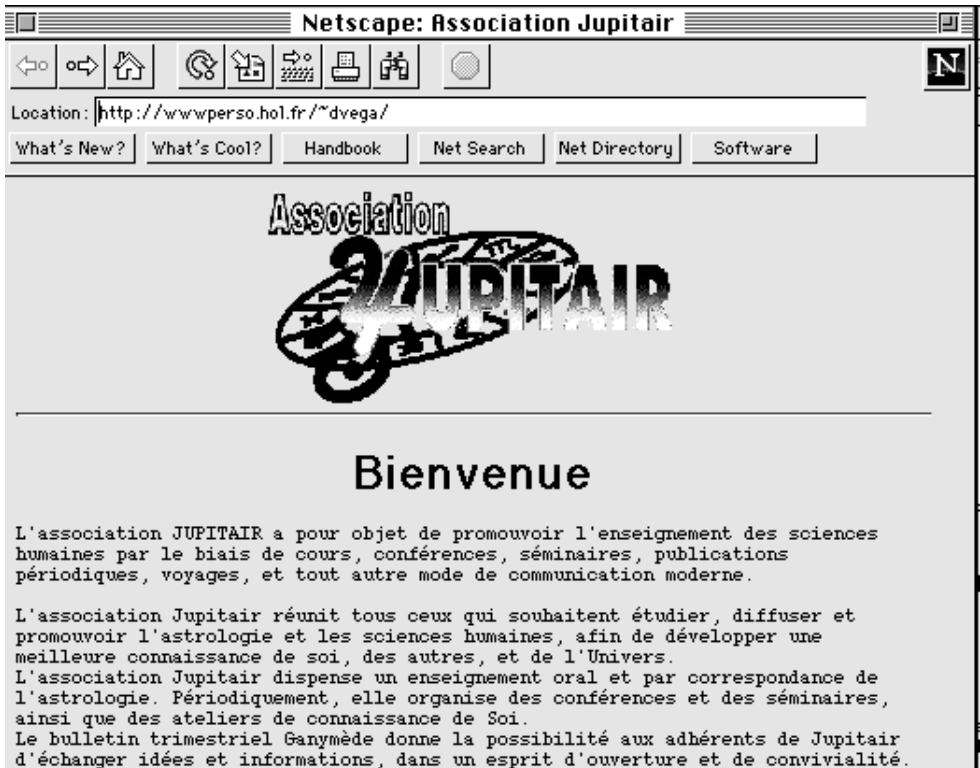 Netscape: Association Jupitair
N
Location: http://wwwperso.hol.fr/~dvega/
What's New? What's Cool? Handbook Net Search Net Directory Software
Association
JUPITAIR
Bienvenue
L'association JUPITAIR a pour objet de promouvoir l'enseignement des sciences
humaines par le biais de cours, conférences, séminaires, publications
périodiques, voyages, et tout autre mode de communication moderne.
L'association Jupitair réunit tous ceux qui souhaitent étudier, diffuser et
promouvoir l'astrologie et les sciences humaines, afin de développer une
meilleure connaissance de soi, des autres, et de l'Univers.
L'association Jupitair dispense un enseignement oral et par correspondance de
l'astrologie. Périodiquement, elle organise des conférences et des séminaires,
ainsi que des ateliers de connaissance de Soi.
Le bulletin trimestriel Ganymède donne la possibilité aux adhérents de Jupitair
d'échanger idées et informations, dans un esprit d'ouverture et de convivialité.